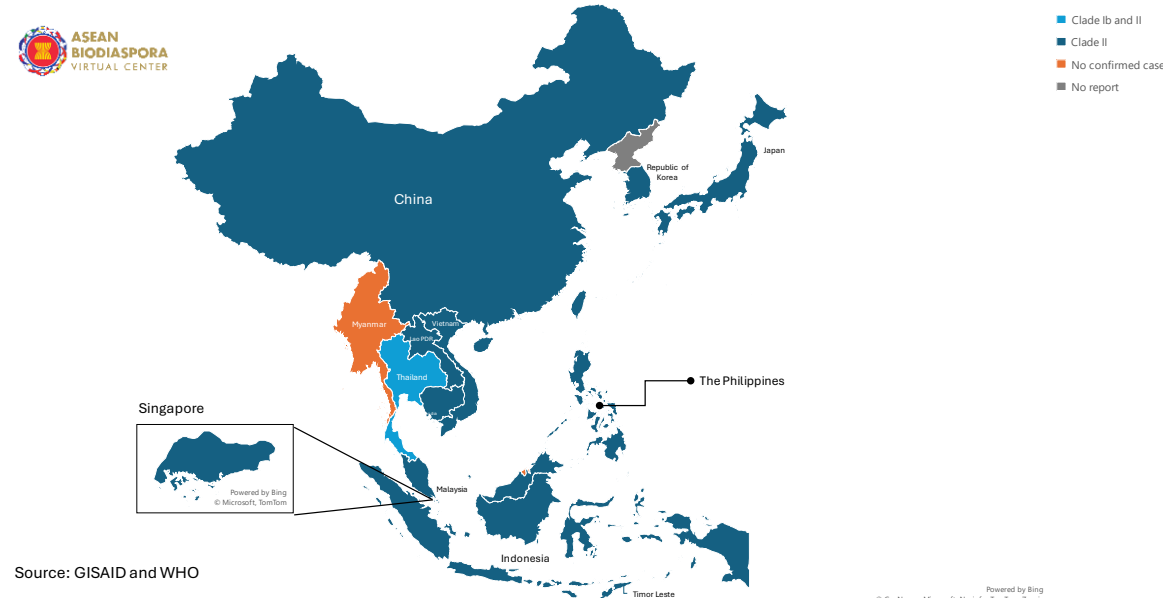 ASEAN
BIODIASPORA
VIRTUAL CENTER
Clade Ib and II
Clade II
No confirmed case
No report
Japan
Republic of
Korea
China
Myanmar
Vietnam
Lao PDR
Thailand
The Philippines
Singapore
Powered by Bing
© Microsoft, TomTom
Malaysia
Indonesia
Source: GISAID and WHO
Timor Leste
Powered by Bing